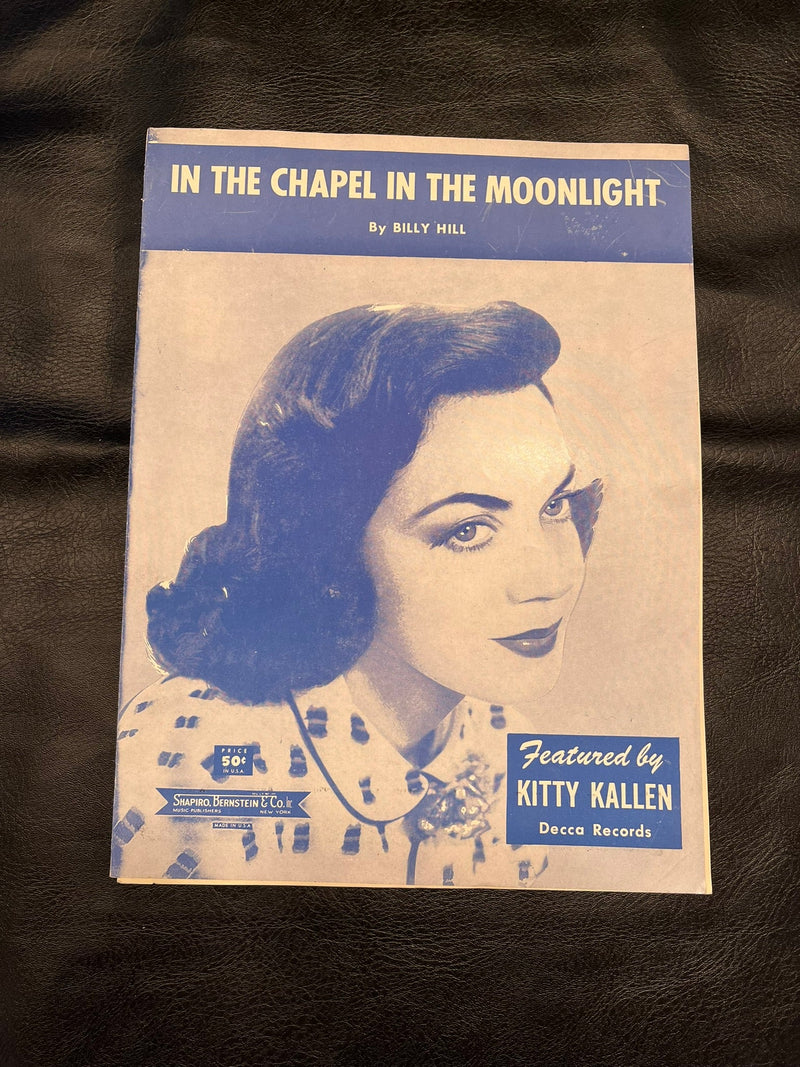 IN THE CHAPEL IN THE MOONLIGHT
By BILLY HILL
PRICE
50¢
IN U.S.A.
SHAPIRO, BERNSTEIN & CO. INC.
MUSIC PUBLISHERS NEW YORK
MADE IN U.S.A.
Featured by
KITTY KALLEN
Decca Records